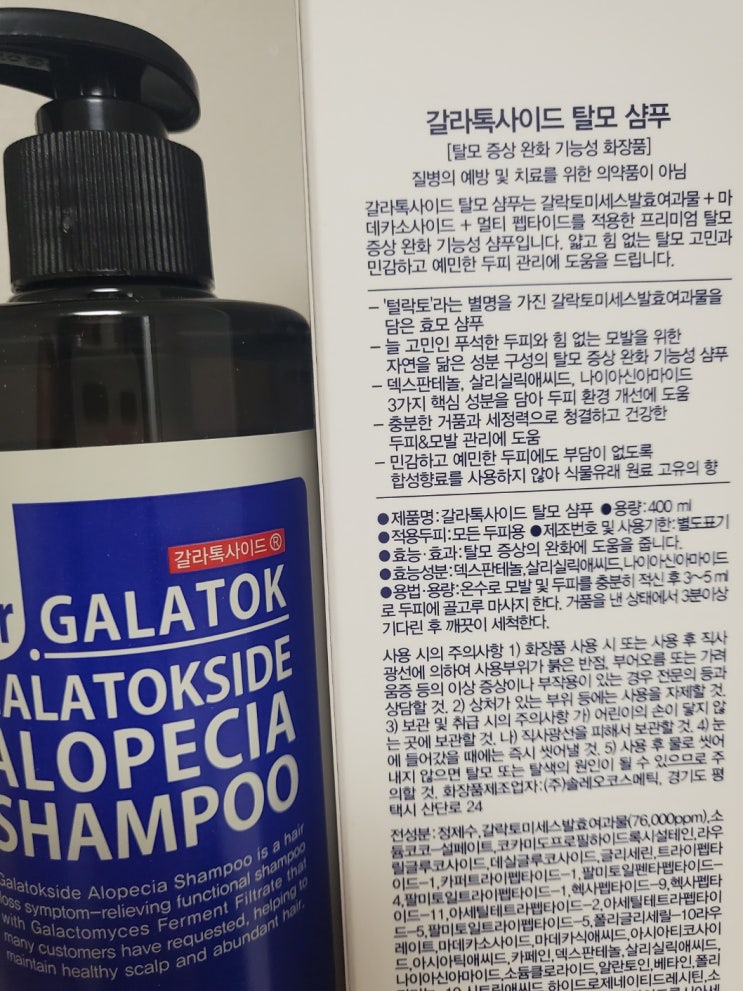 갈라톡사이드®
r.GALATOK
ALATOKSIDE
ALOPECIA
SHAMPOO
Galatokside Alopecia Shampoo is a hair
loss symptom-relieving functional shampoo
with Galactomyces Ferment Filtrate that
many customers have requested, helping to
maintain healthy scalp and abundant hair.
갈라톡사이드 탈모 샴푸
[탈모 증상 완화 기능성 화장품]
질병의 예방 및 치료를 위한 의약품이 아님
갈라톡사이드 탈모 샴푸는 갈락토미세스발효여과물 + 마
데카소사이드 + 멀티 펩타이드를 적용한 프리미엄 탈모
증상 완화 기능성 샴푸입니다. 얇고 힘 없는 탈모 고민과
민감하고 예민한 두피 관리에 도움을 드립니다.
– '털락토'라는 별명을 가진 갈락토미세스발효여과물을
담은 효모 샴푸
– 늘 고민인 푸석한 두피와 힘 없는 모발을 위한
자연을 닮은 성분 구성의 탈모 증상 완화 기능성 샴푸
– 덱스판테놀, 살리실릭애씨드, 나이아신아마이드
3가지 핵심 성분을 담아 두피 환경 개선에 도움
– 충분한 거품과 세정력으로 청결하고 건강한
두피&모발 관리에 도움
– 민감하고 예민한 두피에도 부담이 없도록
합성향료를 사용하지 않아 식물유래 원료 고유의 향
●제품명:갈라톡사이드 탈모 샴푸 ●용량:400 ml
●적용두피:모든 두피용 ●제조번호 및 사용기한:별도표기
●효능·효과:탈모 증상의 완화에 도움을 줍니다.
●효능성분:덱스판테놀,살리실릭애씨드,나이아신아마이드
●용법·용량:온수로 모발 및 두피를 충분히 적신 후 3~5 ml
로 두피에 골고루 마사지 한다. 거품을 낸 상태에서 3분이상
기다린 후 깨끗이 세척한다.
사용 시의 주의사항 1) 화장품 사용 시 또는 사용 후 직사
광선에 의하여 사용부위가 붉은 반점, 부어오름 또는 가려
움증 등의 이상 증상이나 부작용이 있는 경우 전문의 등과
상담할 것. 2) 상처가 있는 부위 등에는 사용을 자제할 것.
3) 보관 및 취급 시의 주의사항 가) 어린이의 손이 닿지 않
는 곳에 보관할 것. 나) 직사광선을 피해서 보관할 것. 4) 눈
에 들어갔을 때에는 즉시 씻어낼 것. 5) 사용 후 물로 씻어
내지 않으면 탈모 또는 탈색의 원인이 될 수 있으므로 주
의할 것. 화장품제조업자:(주)솔레오코스메틱, 경기도 평
택시 산단로 24
전성분:정제수,갈락토미세스발효여과물(76,000ppm),소
듐코코-설페이트,코카미도프로필하이드록시설테인,라우
릴글루코사이드,데실글루코사이드,글리세린,트라이펩타
이드-1,카퍼트라이펩타이드-1,팔미토일펜타펩타이드-
4,팔미토일트라이펩타이드-1,헥사펩타이드-9,헥사펩타
이드-11,아세틸테트라펩타이드-2,아세틸테트라펩타이
드-5,팔미토일트라이펩타이드-5,폴리글리세릴-10라우
레이트,마데카소사이드,마데카식애씨드,아시아티코사이
드,아시아틱애씨드,카페인,덱스판테놀,살리실릭애씨드,
나이아신아마이드,소듐클로라이드,알란토인,베타인,폴리